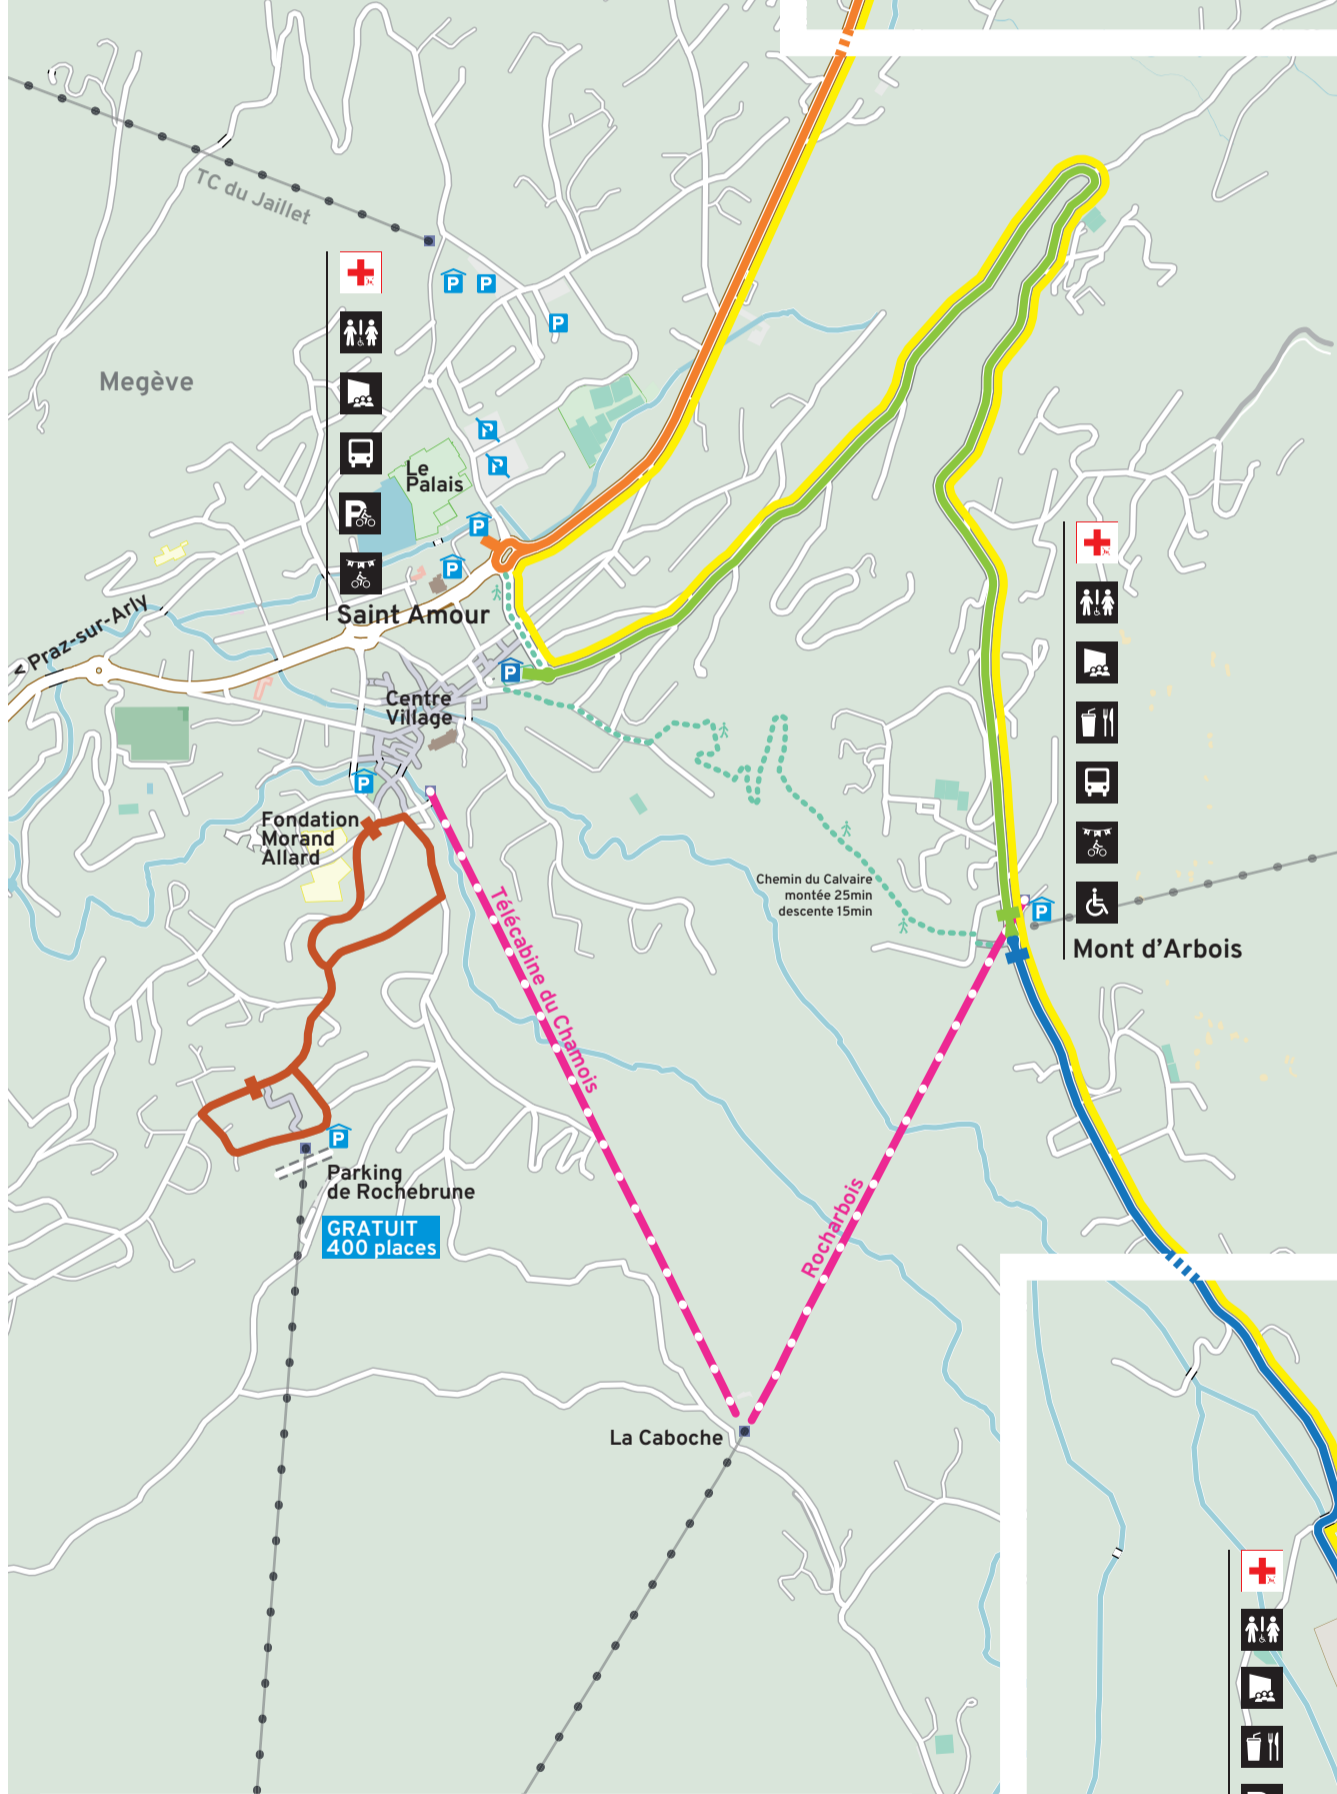 TC du Jaillet
P
P
P
Megève
P
P
Le
Palais
P
P
P
P
Saint Amour
< Praz-sur-Arly
P
Centre
Village
P
Fondation
Morand
Allard
Chemin du Calvaire
montée 25min
descente 15min
P
Mont d'Arbois
Télécabine du Chamois
P
Parking
de Rochebrune
GRATUIT
400 places
Rocharbois
La Caboche